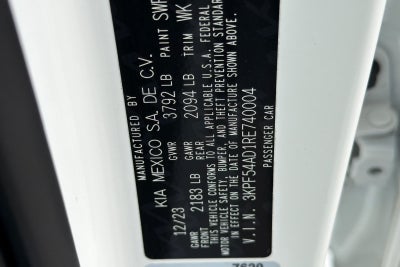 KIA MEXICO S.A. DE C.V.
12/23 GVWR 3792 LB PAINT SWP
GAWR FRONT 2183 LB GAWR REAR 2094 LB TRIM WK
THIS VEHICLE CONFORMS TO ALL APPLICABLE U.S.A. FEDERAL
MOTOR VEHICLE SAFETY, BUMPER, AND THEFT PREVENTION STANDARDS
IN EFFECT ON THE DATE OF MANUFACTURE SHOWN ABOVE.
V.I.N. 3KPF54AD1RE740004
PASSENGER CAR
7620